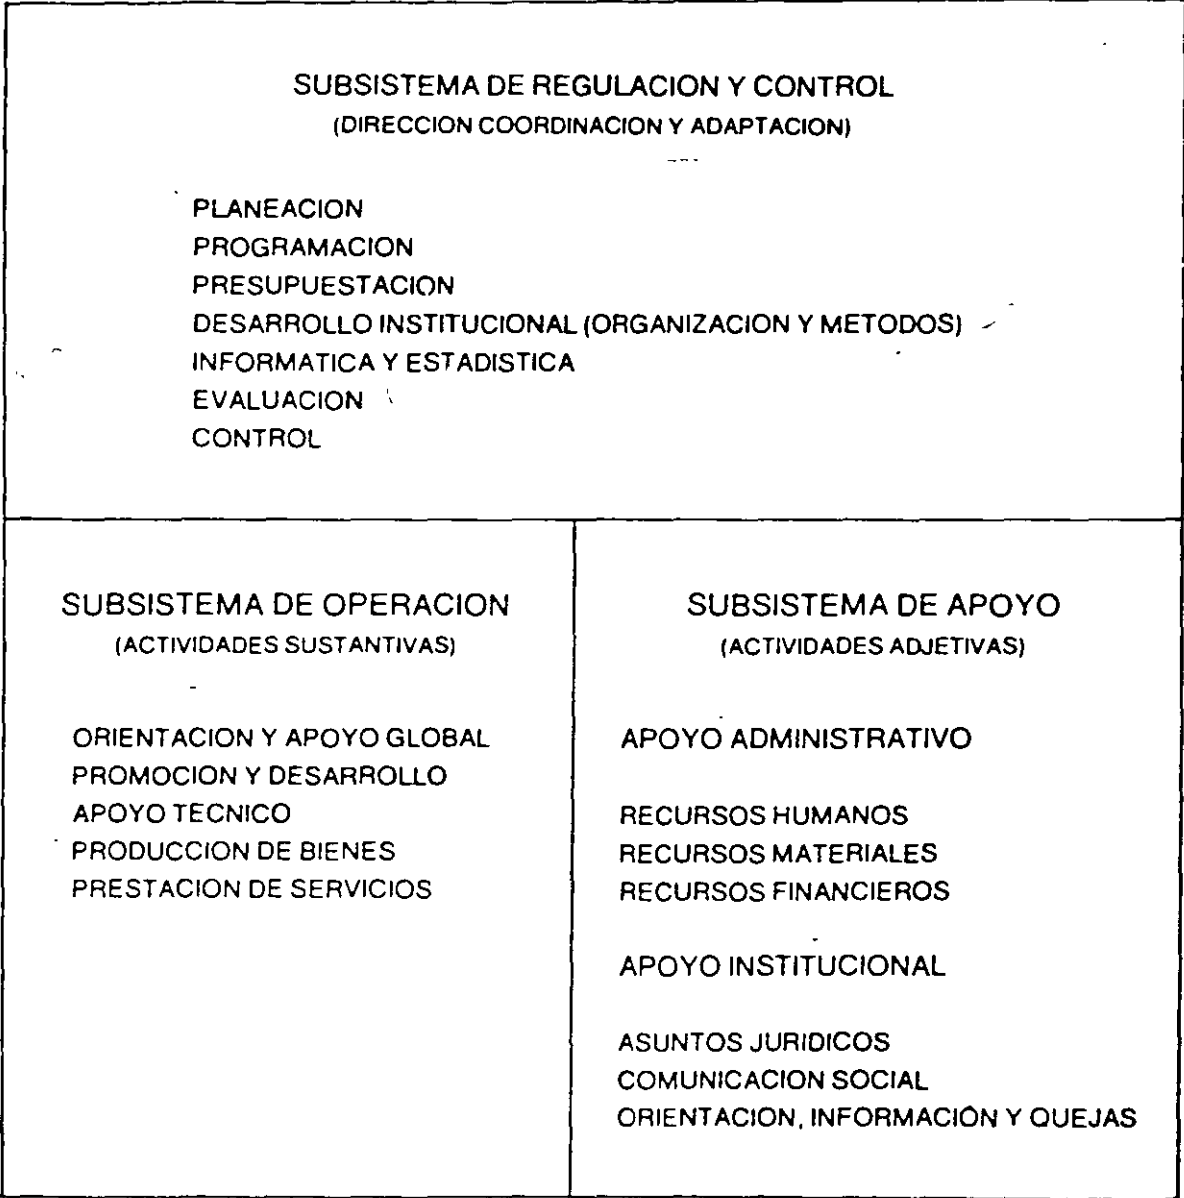 SUBSISTEMA DE REGULACION Y CONTROL
(DIRECCION COORDINACION Y ADAPTACION)
PLANEACION
PROGRAMACION
PRESUPUESTACION
DESARROLLO INSTITUCIONAL (ORGANIZACION Y METODOS)
INFORMATICA Y ESTADISTICA
EVALUACION
CONTROL
SUBSISTEMA DE OPERACION
(ACTIVIDADES SUSTANTIVAS)
ORIENTACION Y APOYO GLOBAL
PROMOCION Y DESARROLLO
APOYO TECNICO
PRODUCCION DE BIENES
PRESTACION DE SERVICIOS
SUBSISTEMA DE APOYO
(ACTIVIDADES ADJETIVAS)
APOYO ADMINISTRATIVO
RECURSOS HUMANOS
RECURSOS MATERIALES
RECURSOS FINANCIEROS
APOYO INSTITUCIONAL
ASUNTOS JURIDICOS
COMUNICACION SOCIAL
ORIENTACION, INFORMACIÓN Y QUEJAS